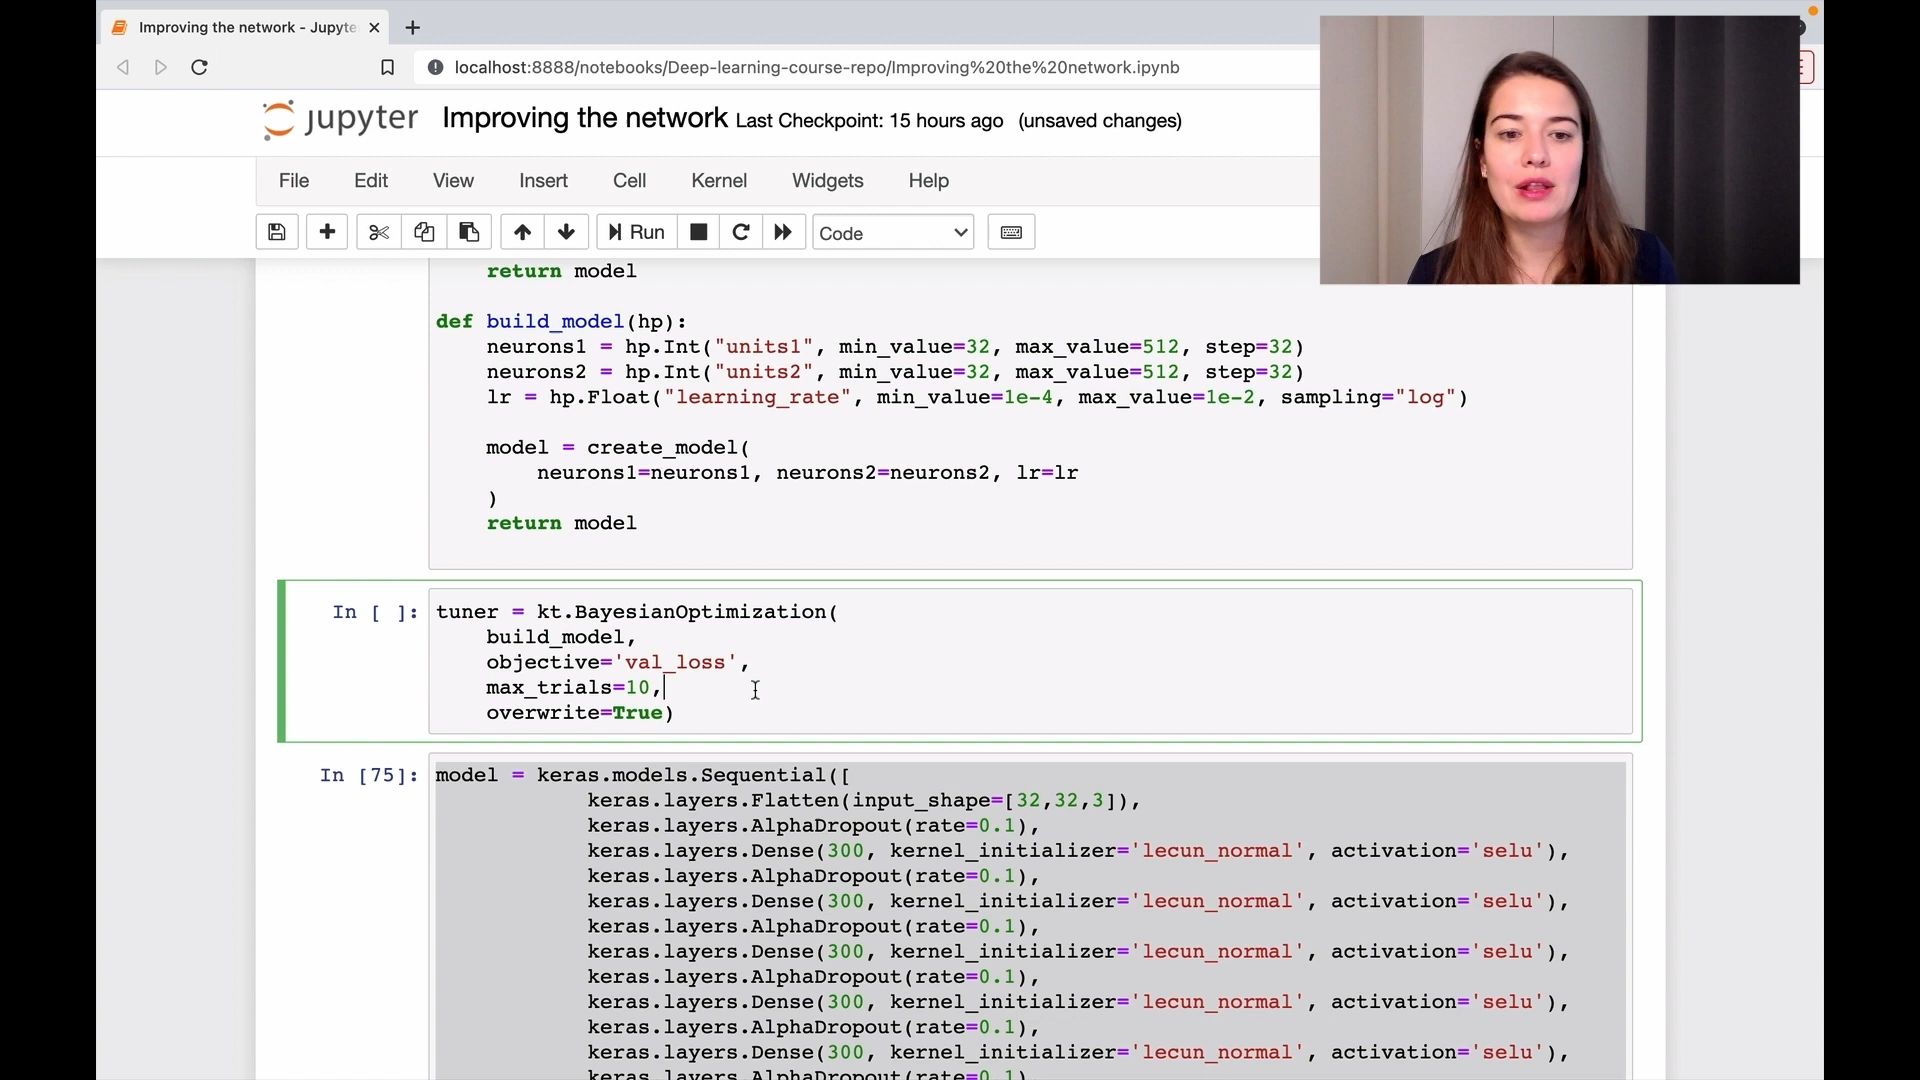 Improving the network - Jupyte
localhost:8888/notebooks/Deep-learning-course-repo/Improving%20the%20network.ipynb
jupyter Improving the network Last Checkpoint: 15 hours ago (unsaved changes)
File Edit View Insert Cell Kernel Widgets Help
Run Code
return model
def build_model(hp):
neurons1 = hp.Int("units1", min_value=32, max_value=512, step=32)
neurons2 = hp.Int("units2", min_value=32, max_value=512, step=32)
lr = hp.Float("learning_rate", min_value=1e-4, max_value=1e-2, sampling="log")
model = create_model(
neurons1=neurons1, neurons2=neurons2, lr=lr
)
return model
In [ ]: tuner = kt.BayesianOptimization(
build_model,
objective='val_loss',
max_trials=10,
overwrite=True)
In [75]: model = keras.models.Sequential([
keras.layers.Flatten(input_shape=[32,32,3]),
keras.layers.AlphaDropout(rate=0.1),
keras.layers.Dense(300, kernel_initializer='lecun_normal', activation='selu'),
keras.layers.AlphaDropout(rate=0.1),
keras.layers.Dense(300, kernel_initializer='lecun_normal', activation='selu'),
keras.layers.AlphaDropout(rate=0.1),
keras.layers.Dense(300, kernel_initializer='lecun_normal', activation='selu'),
keras.layers.AlphaDropout(rate=0.1),
keras.layers.Dense(300, kernel_initializer='lecun_normal', activation='selu'),
keras.layers.AlphaDropout(rate=0.1),
keras.layers.Dense(300, kernel_initializer='lecun_normal', activation='selu'),
keras.layers.AlphaDropout(rate=0.1)